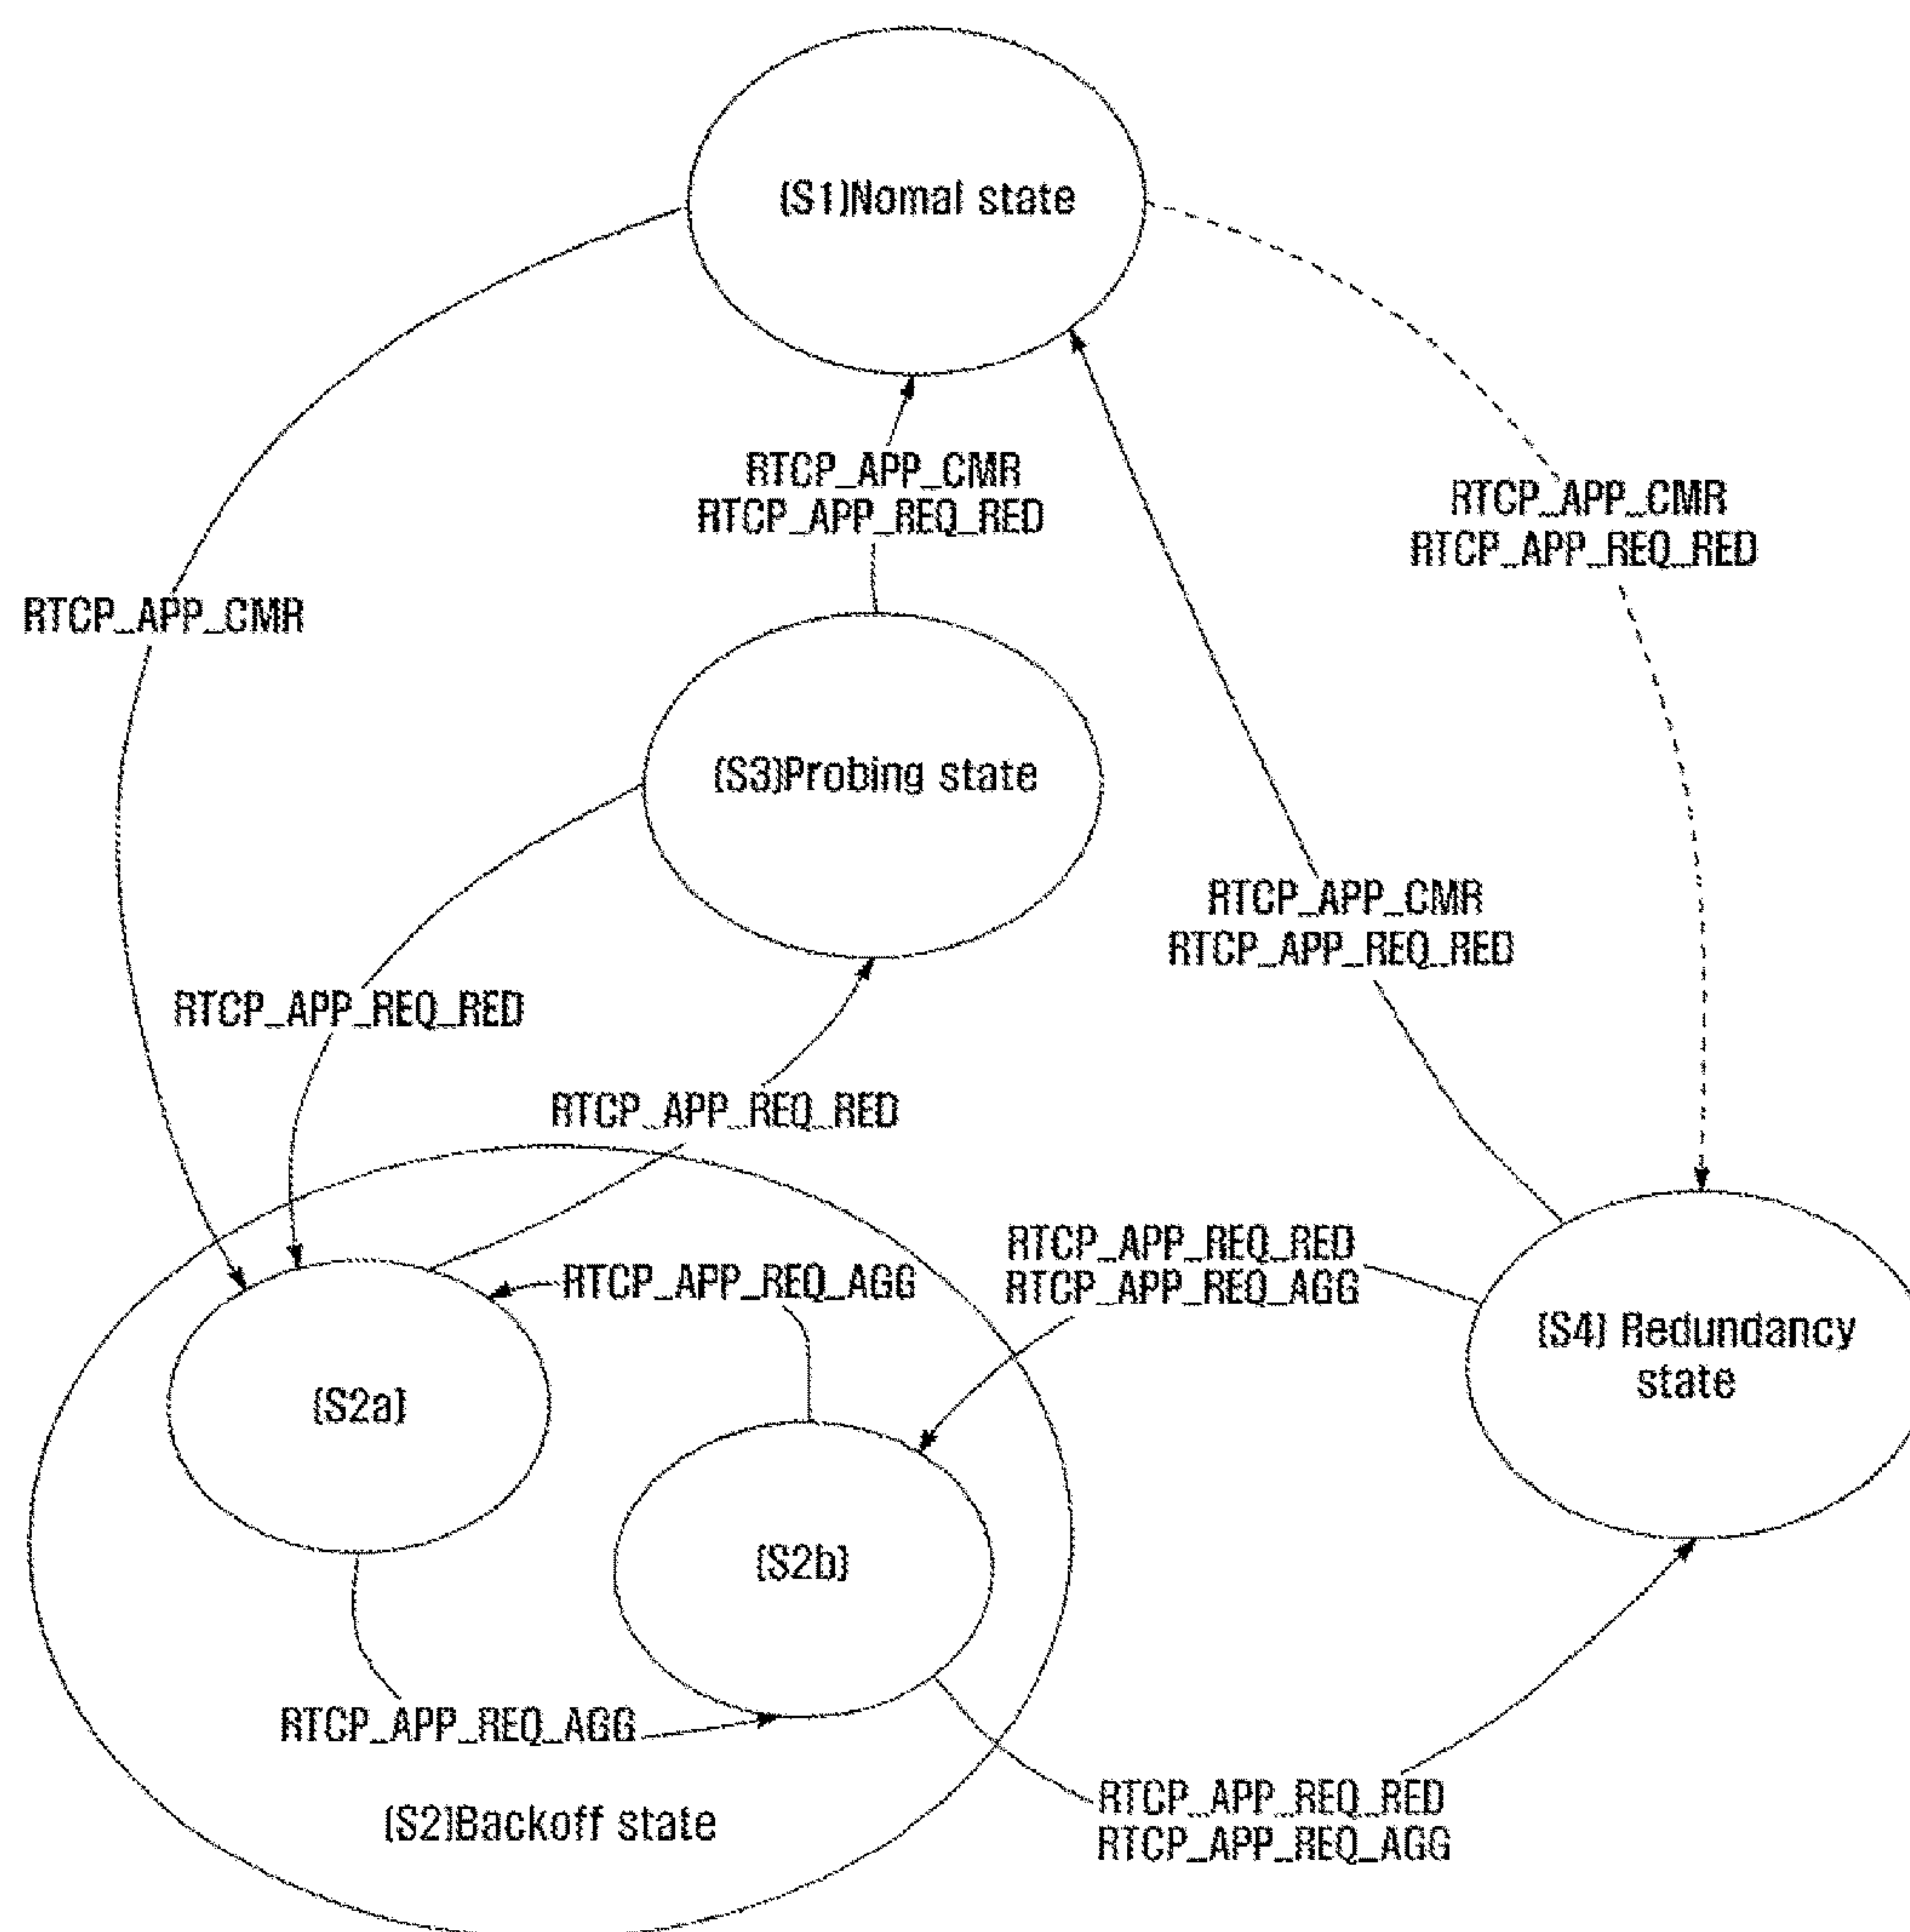 (S1)Nomal state
RTCP_APP_CMR
RTCP_APP_REQ_RED
RTCP_APP_CMR
RTCP_APP_REQ_RED
RTCP_APP_CMR
(S3)Probing state
RTCP_APP_CMR
RTCP_APP_REQ_RED
RTCP_APP_REQ_RED
RTCP_APP_REQ_RED
RTCP_APP_REQ_RED
RTCP_APP_REQ_AGG
RTCP_APP_REQ_AGG
(S4) Redundancy
state
(S2a)
(S2b)
RTCP_APP_REQ_AGG
(S2)Backoff state
RTCP_APP_REQ_RED
RTCP_APP_REQ_AGG